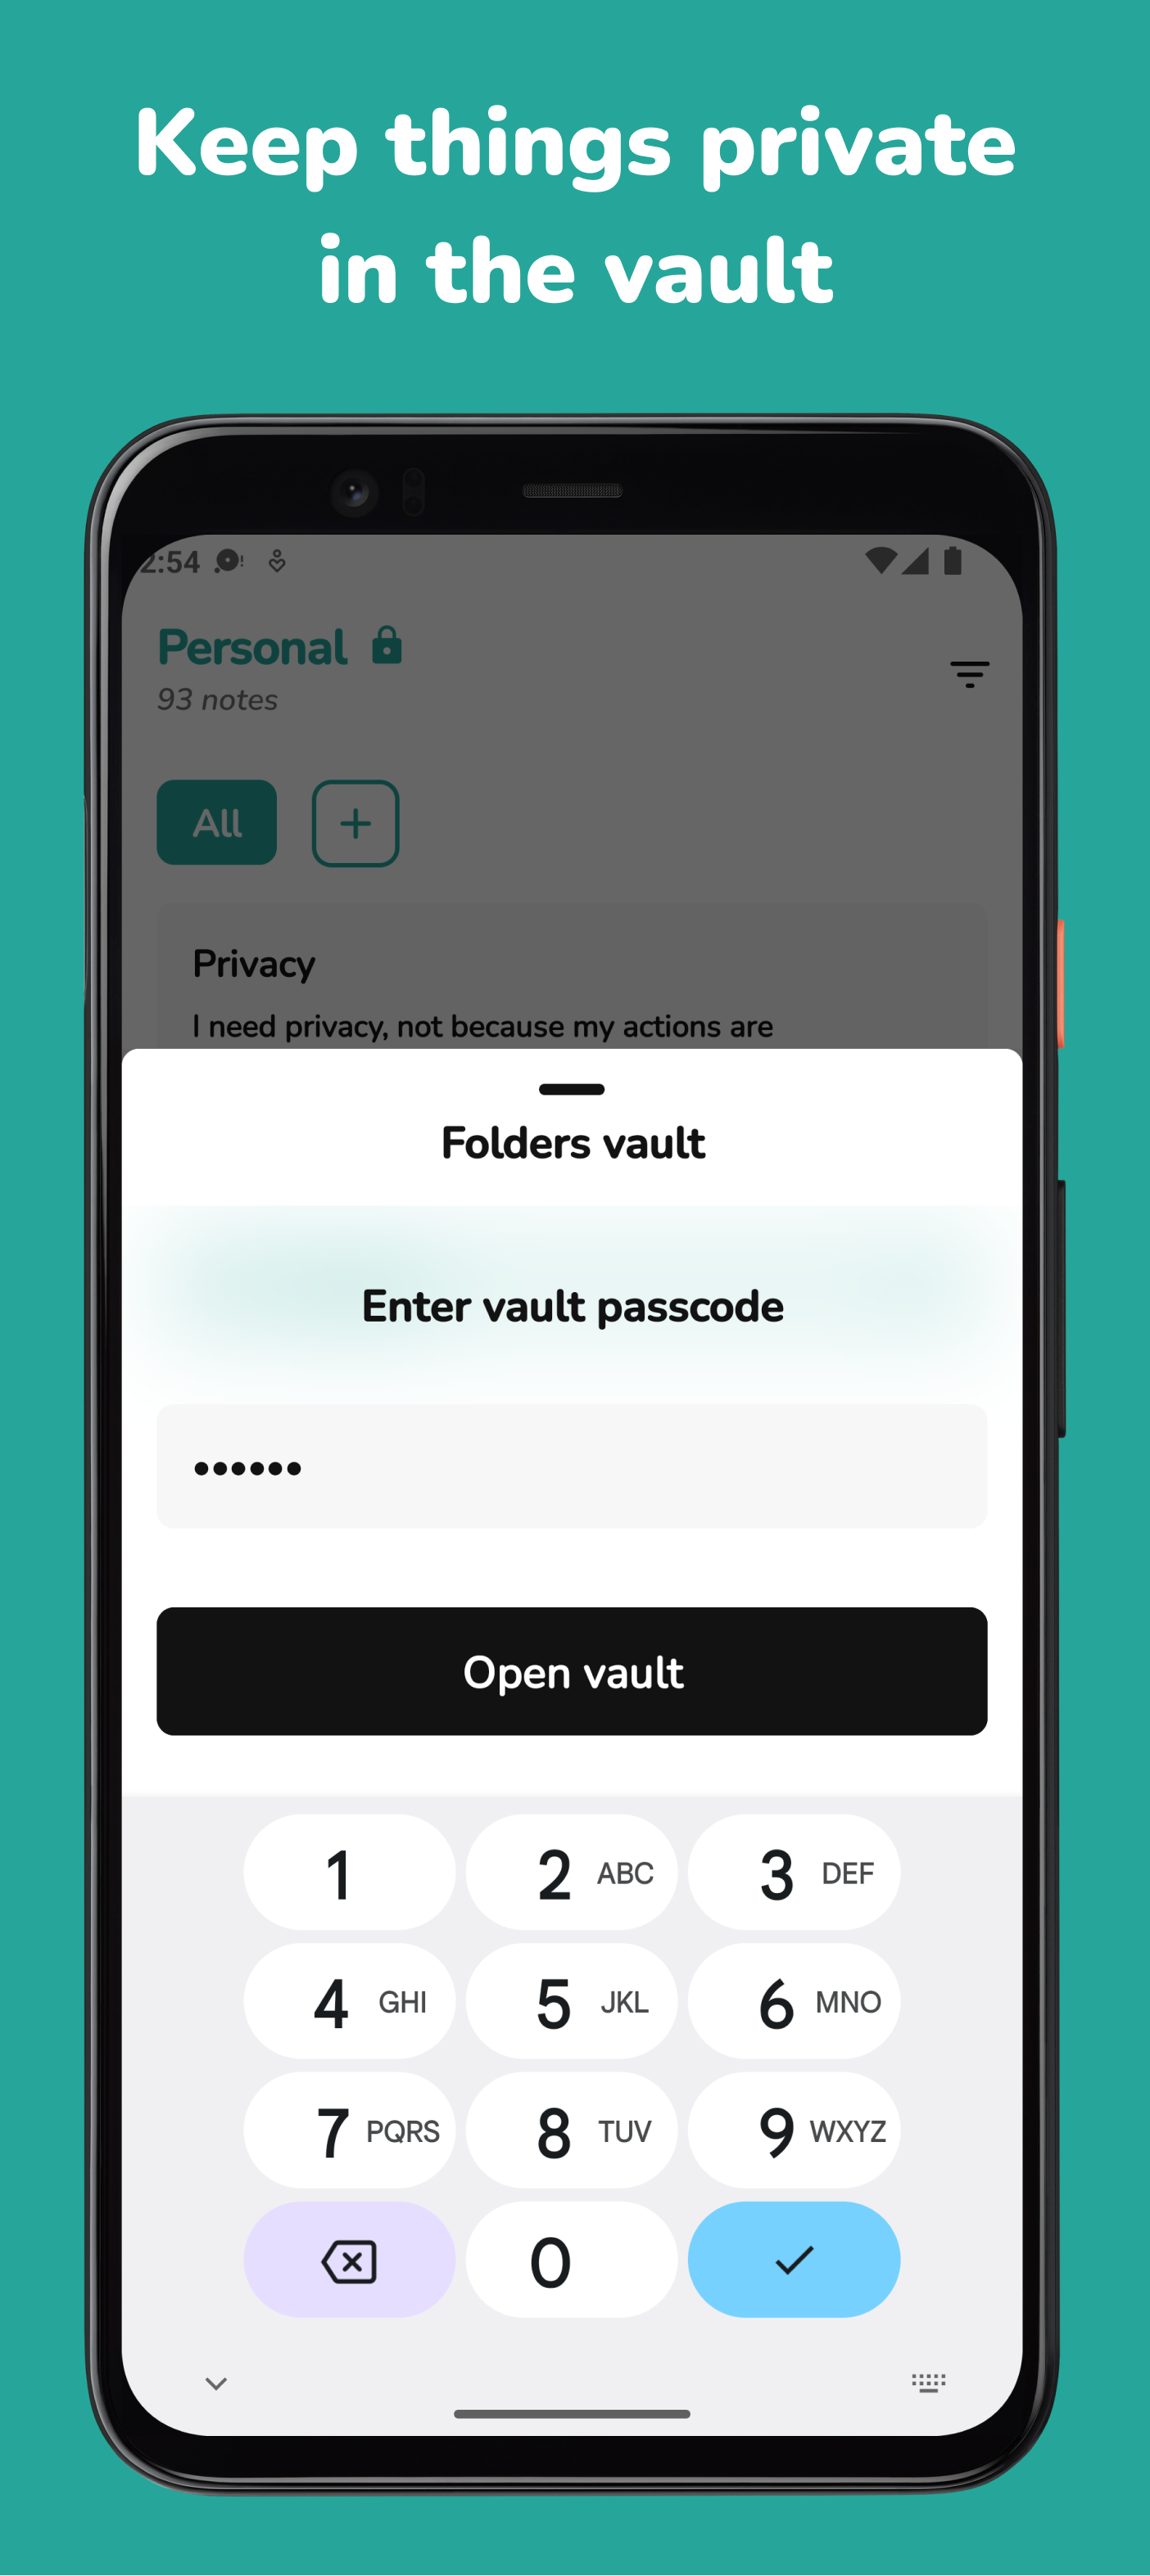 Keep things private
in the vault
2:54
Personal
93 notes
All
Privacy
I need privacy, not because my actions are
Folders vault
Enter vault passcode
••••••
Open vault
1
2 ABC
3 DEF
4 GHI
5 JKL
6 MNO
7 PQRS
8 TUV
9 WXYZ
0